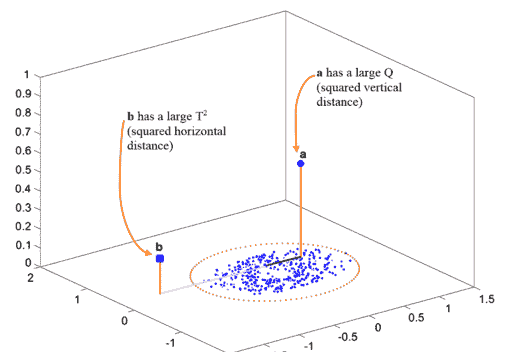 1
0.9
0.8
0.7
0.6
0.5
0.4
0.3
0.2
0.1
0
2
1
0
-1
a has a large Q
(squared vertical
distance)
b has a large T²
(squared horizontal
distance)
a
b
1.5
1
0.5
0
-0.5
-1